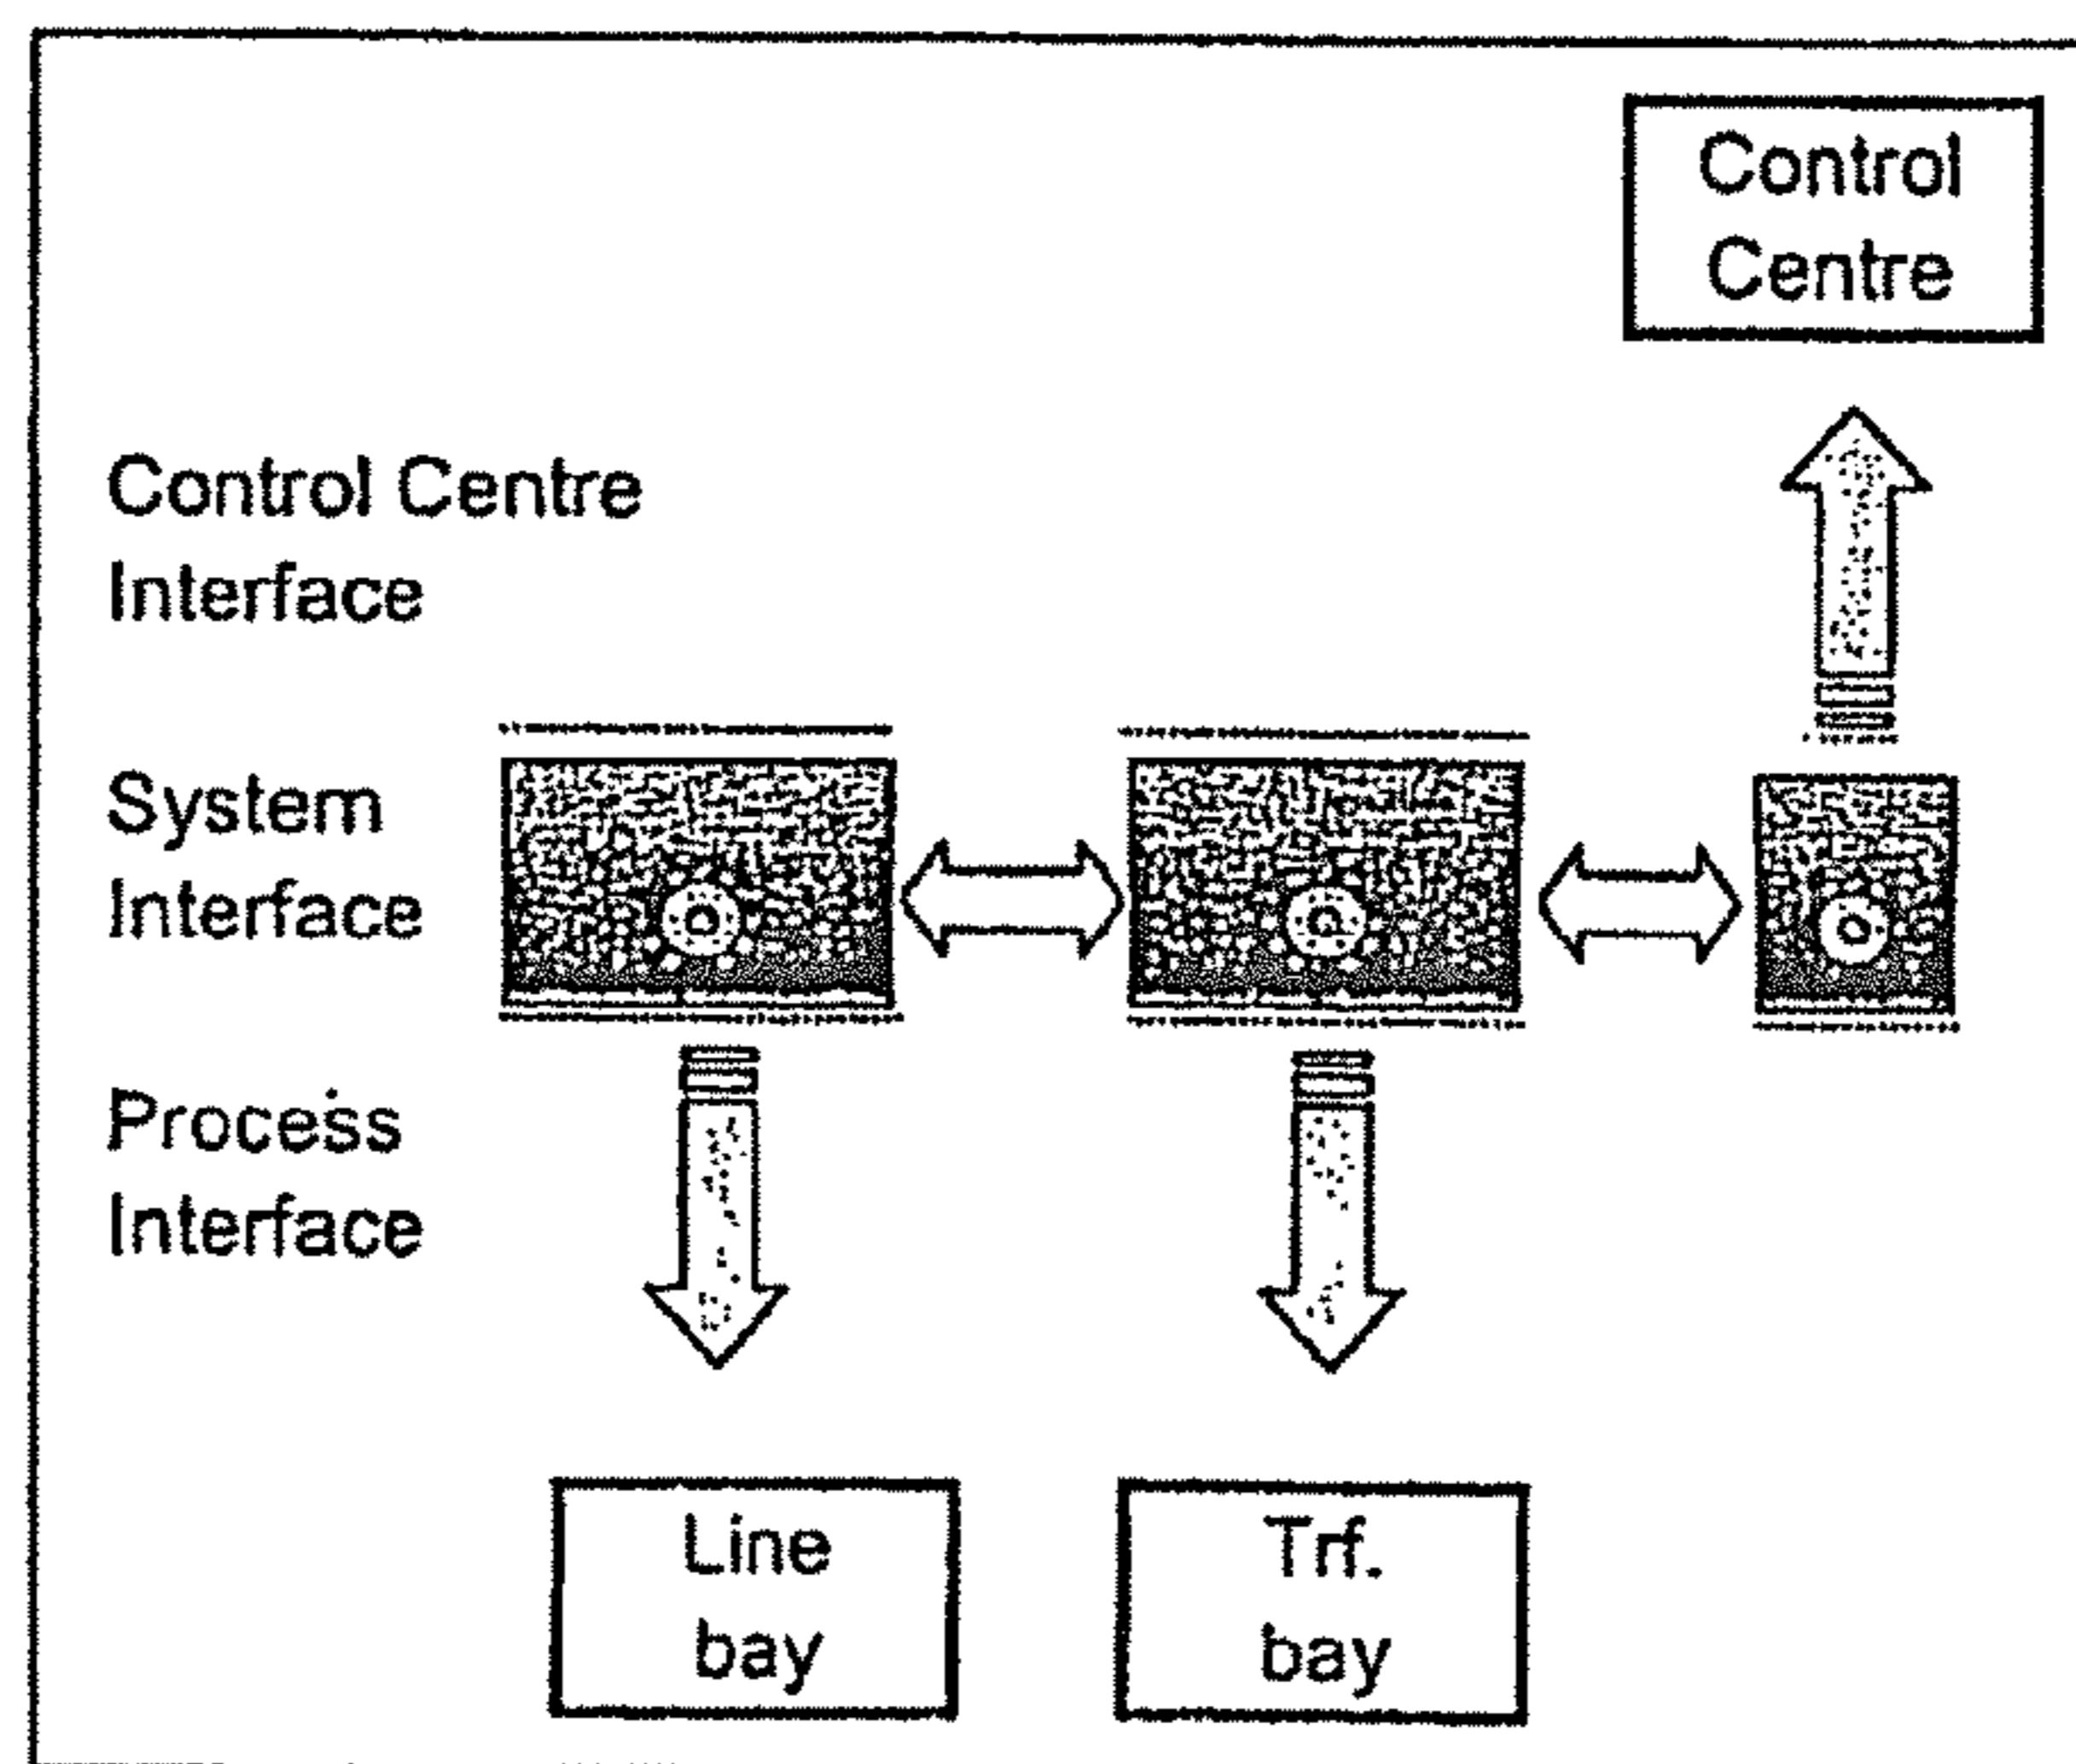 Control
Centre
Control Centre
Interface
System
Interface
Process
Interface
Line
bay
Trf.
bay